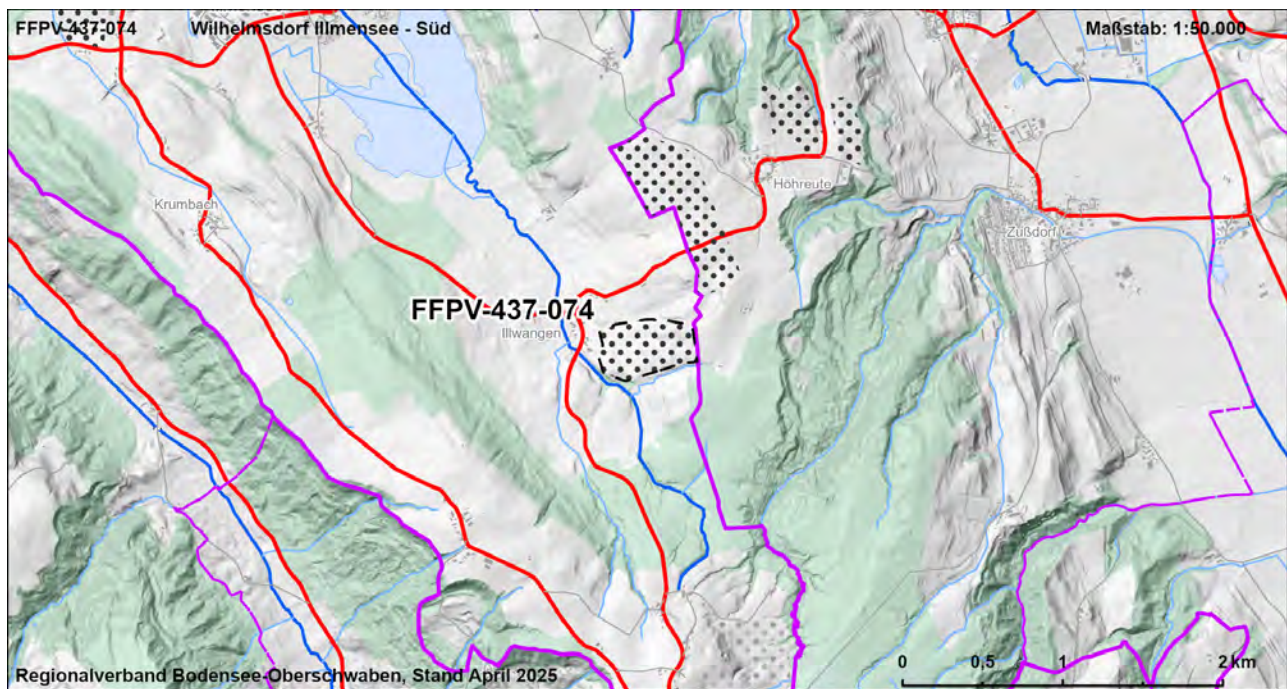 FFPV-437-074 Wilhelmsdorf Illmensee - Süd Maßstab: 1:50.000
Krumbach
Höhreute
Zußdorf
FFPV-437-074
Illwangen
0 0,5 1 2 km
Regionalverband Bodensee-Oberschwaben, Stand April 2025